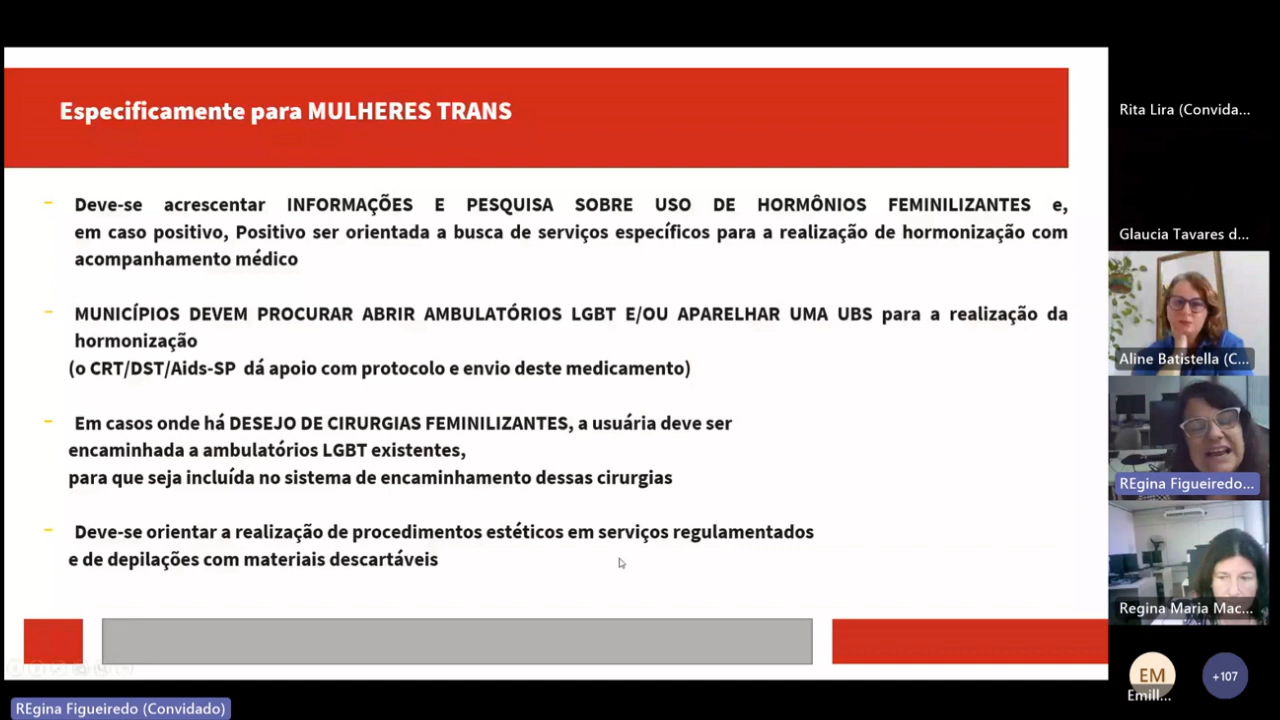 Especificamente para MULHERES TRANS
- Deve-se acrescentar INFORMAÇÕES E PESQUISA SOBRE USO DE HORMÔNIOS FEMINILIZANTES e,
em caso positivo, Positivo ser orientada a busca de serviços específicos para a realização de hormonização com
acompanhamento médico
- MUNICÍPIOS DEVEM PROCURAR ABRIR AMBULATÓRIOS LGBT E/OU APARELHAR UMA UBS para a realização da
hormonização
(o CRT/DST/Aids-SP dá apoio com protocolo e envio deste medicamento)
- Em casos onde há DESEJO DE CIRURGIAS FEMINILIZANTES, a usuária deve ser
encaminhada a ambulatórios LGBT existentes,
para que seja incluída no sistema de encaminhamento dessas cirurgias
- Deve-se orientar a realização de procedimentos estéticos em serviços regulamentados
e de depilações com materiais descartáveis
Rita Lira (Convida...
Glaucia Tavares d...
Aline Batistella (C...
REgina Figueiredo...
Regina Maria Mac...
EM
Emill...
+107
REgina Figueiredo (Convidado)